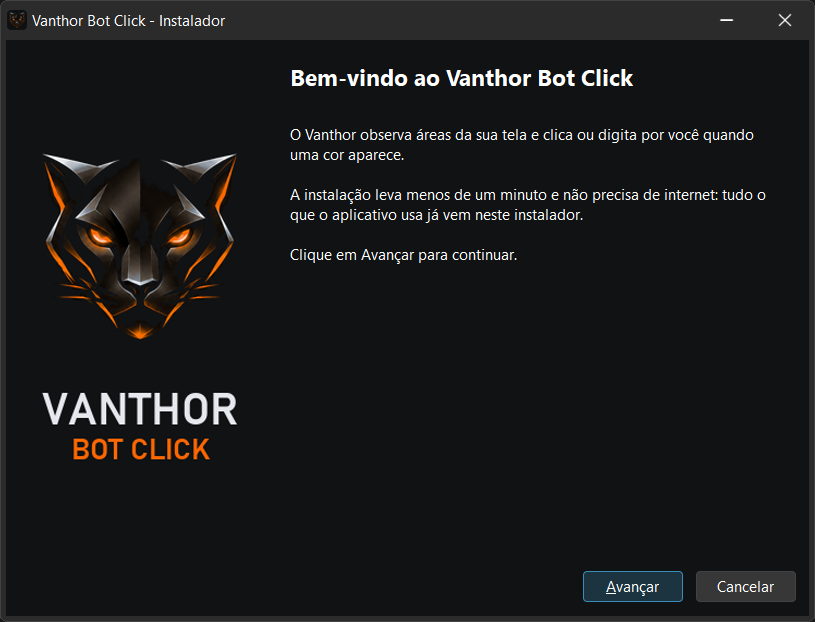 Vanthor Bot Click - Instalador
Bem-vindo ao Vanthor Bot Click
O Vanthor observa áreas da sua tela e clica ou digita por você quando
uma cor aparece.
A instalação leva menos de um minuto e não precisa de internet: tudo o
que o aplicativo usa já vem neste instalador.
Clique em Avançar para continuar.
VANTHOR
BOT CLICK
Avançar
Cancelar